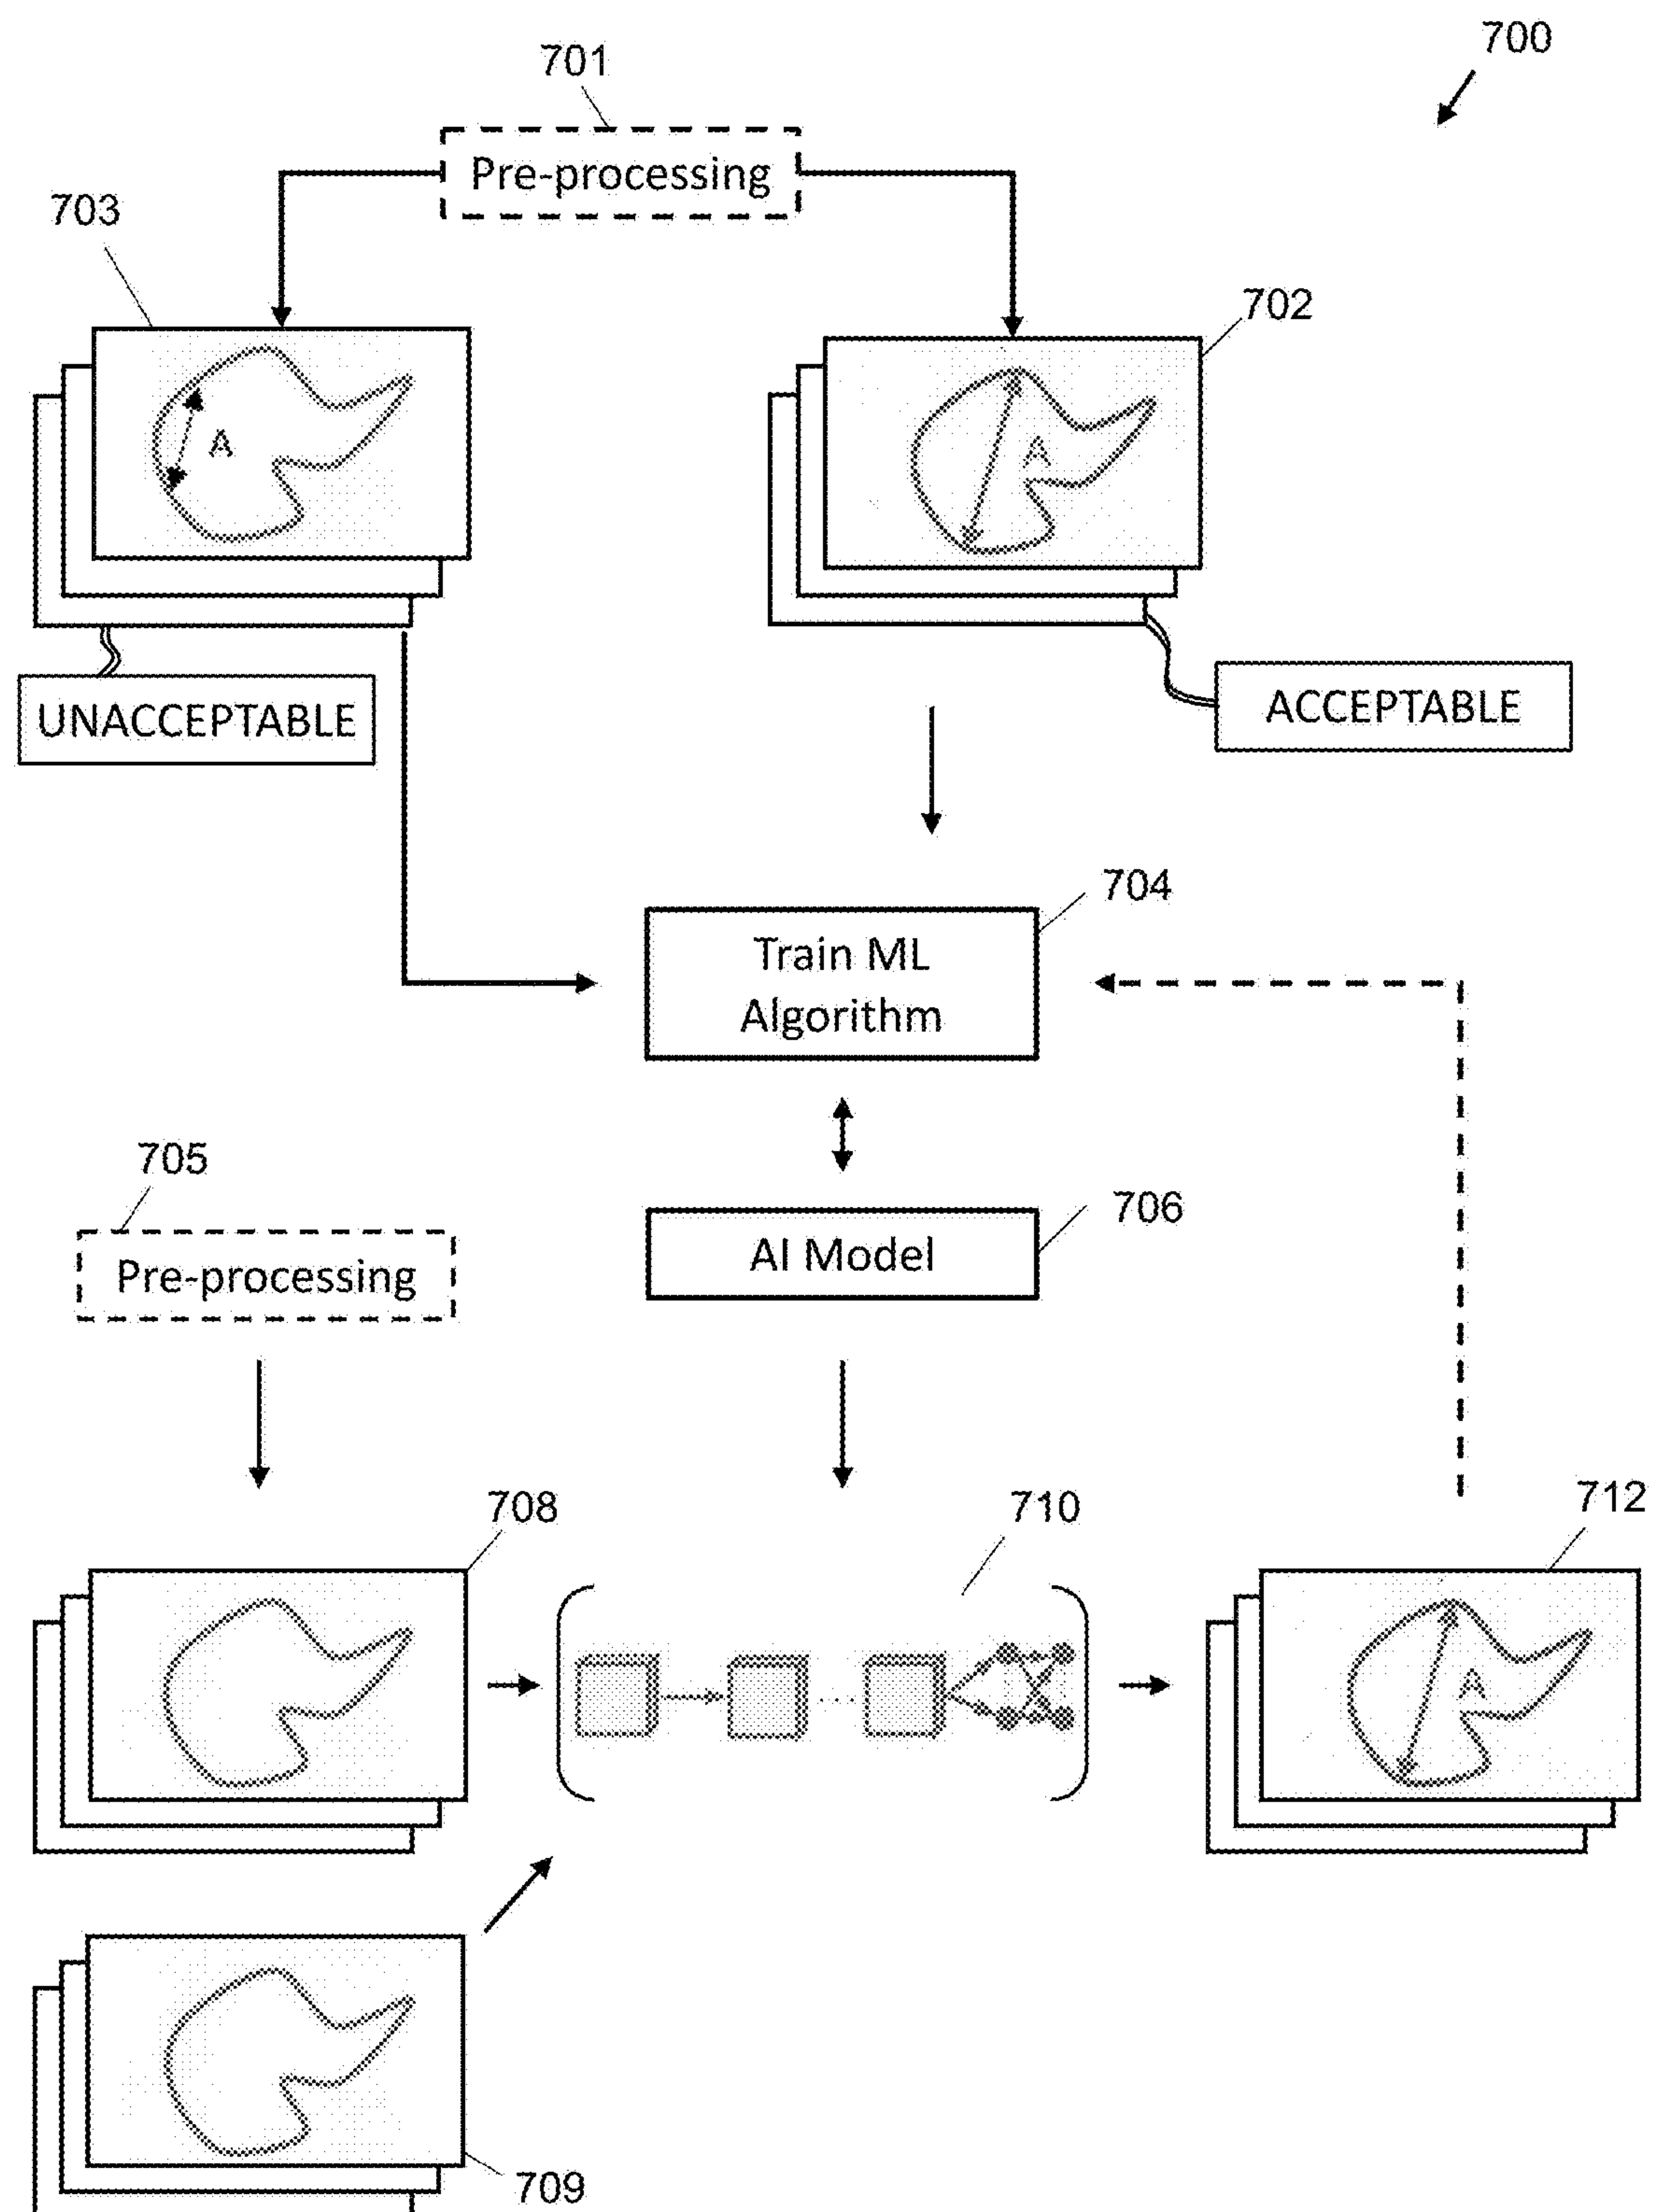 700
701
Pre-processing
703
702
A
A
UNACCEPTABLE
ACCEPTABLE
704
Train ML
Algorithm
705
706
Pre-processing
AI Model
708
710
712
A
709